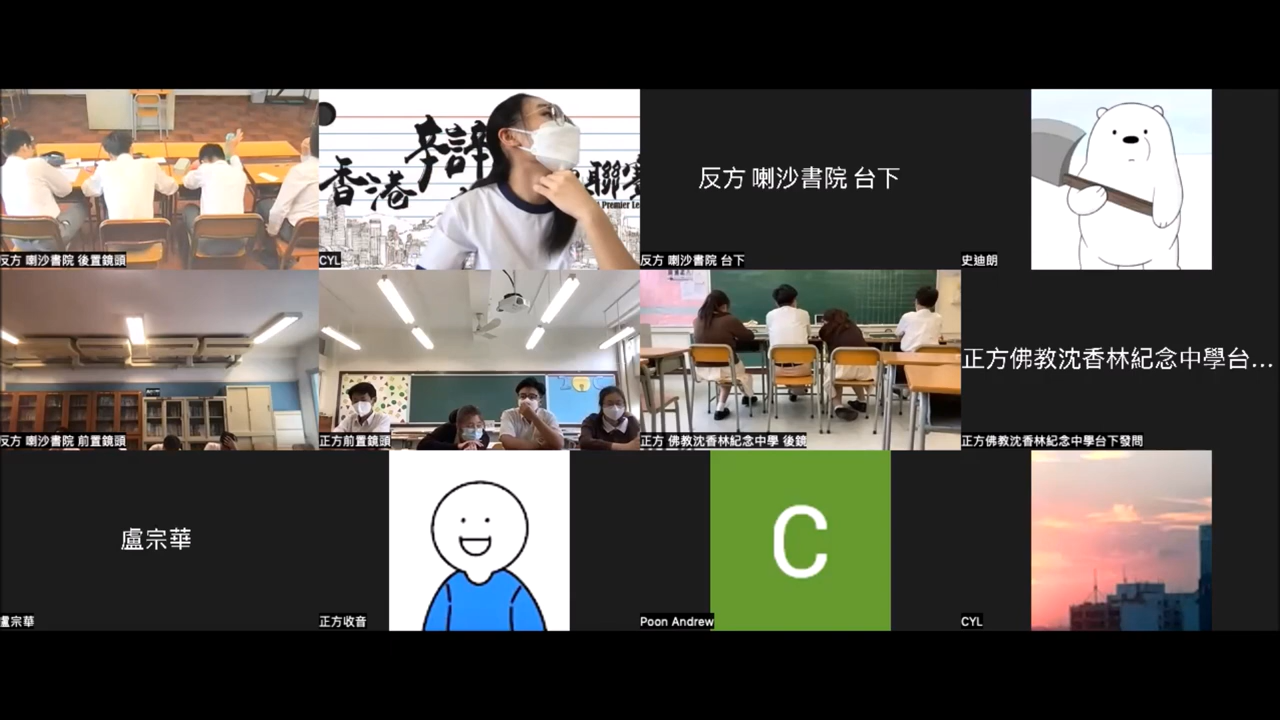 辯
香港
聯賽
Premier Le
反方 喇沙書院 台下
反方 喇沙書院 後置鏡頭
CYL
反方 喇沙書院 台下
史迪朗
正方佛教沈香林紀念中學台...
反方 喇沙書院 前置鏡頭
正方前置鏡頭
正方 佛教沈香林紀念中學 後鏡
正方佛教沈香林紀念中學台下發問
盧宗華
C
盧宗華
正方收音
Poon Andrew
CYL